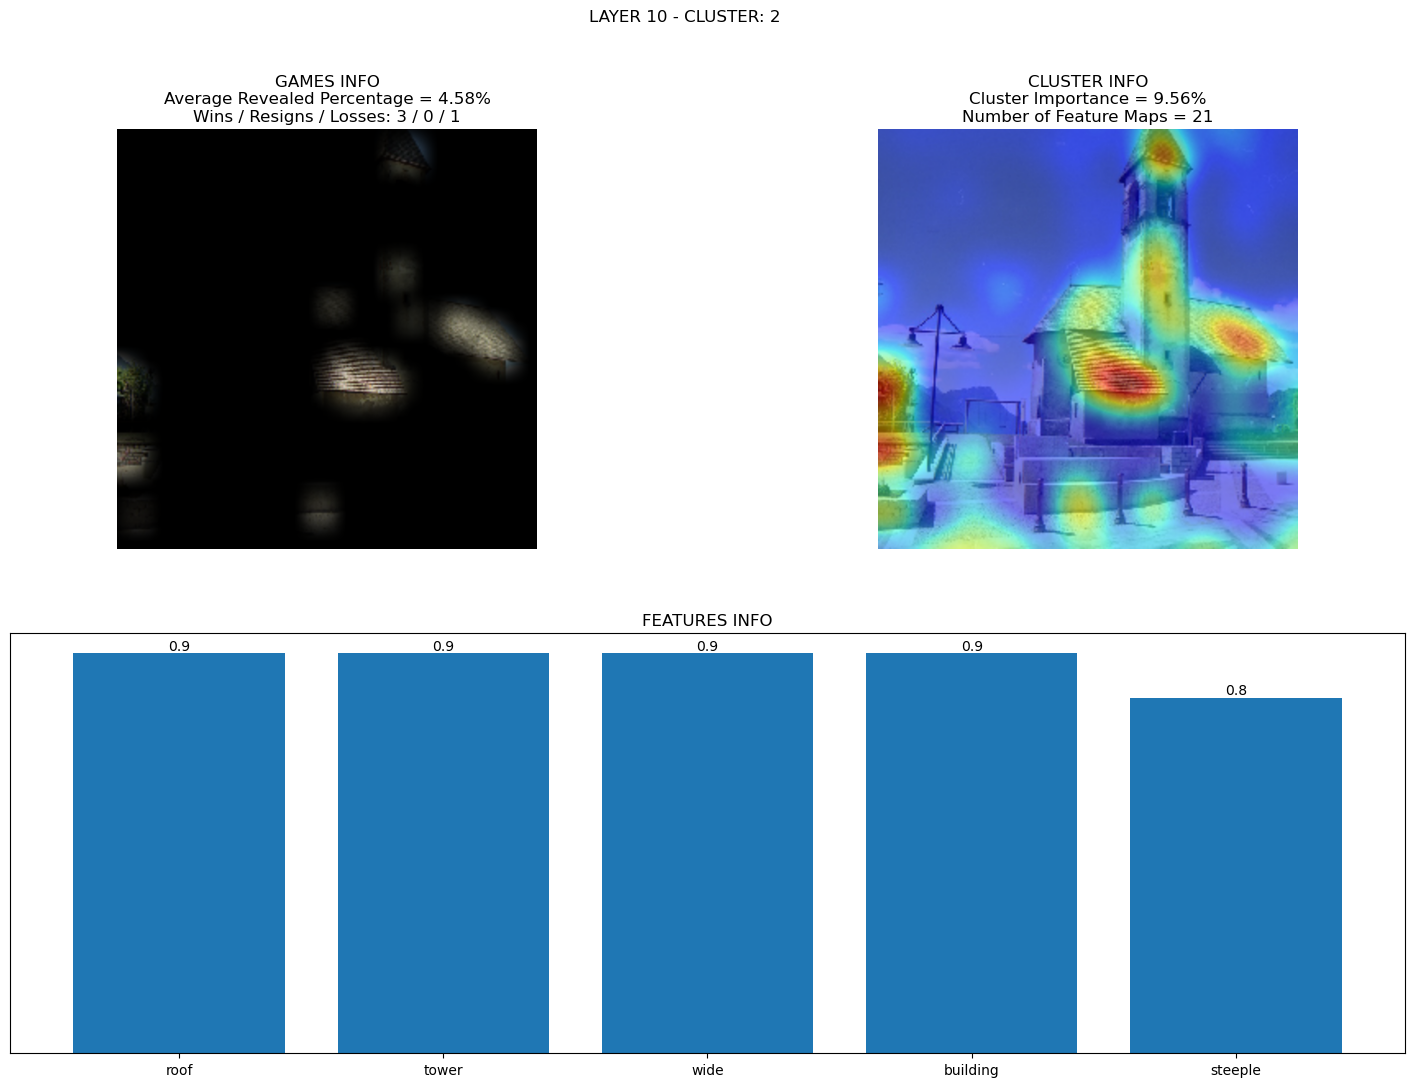 LAYER 10 - CLUSTER: 2
GAMES INFO
Average Revealed Percentage = 4.58%
Wins / Resigns / Losses: 3 / 0 / 1
CLUSTER INFO
Cluster Importance = 9.56%
Number of Feature Maps = 21
FEATURES INFO
0.9 0.9 0.9 0.9 0.8
roof tower wide building steeple